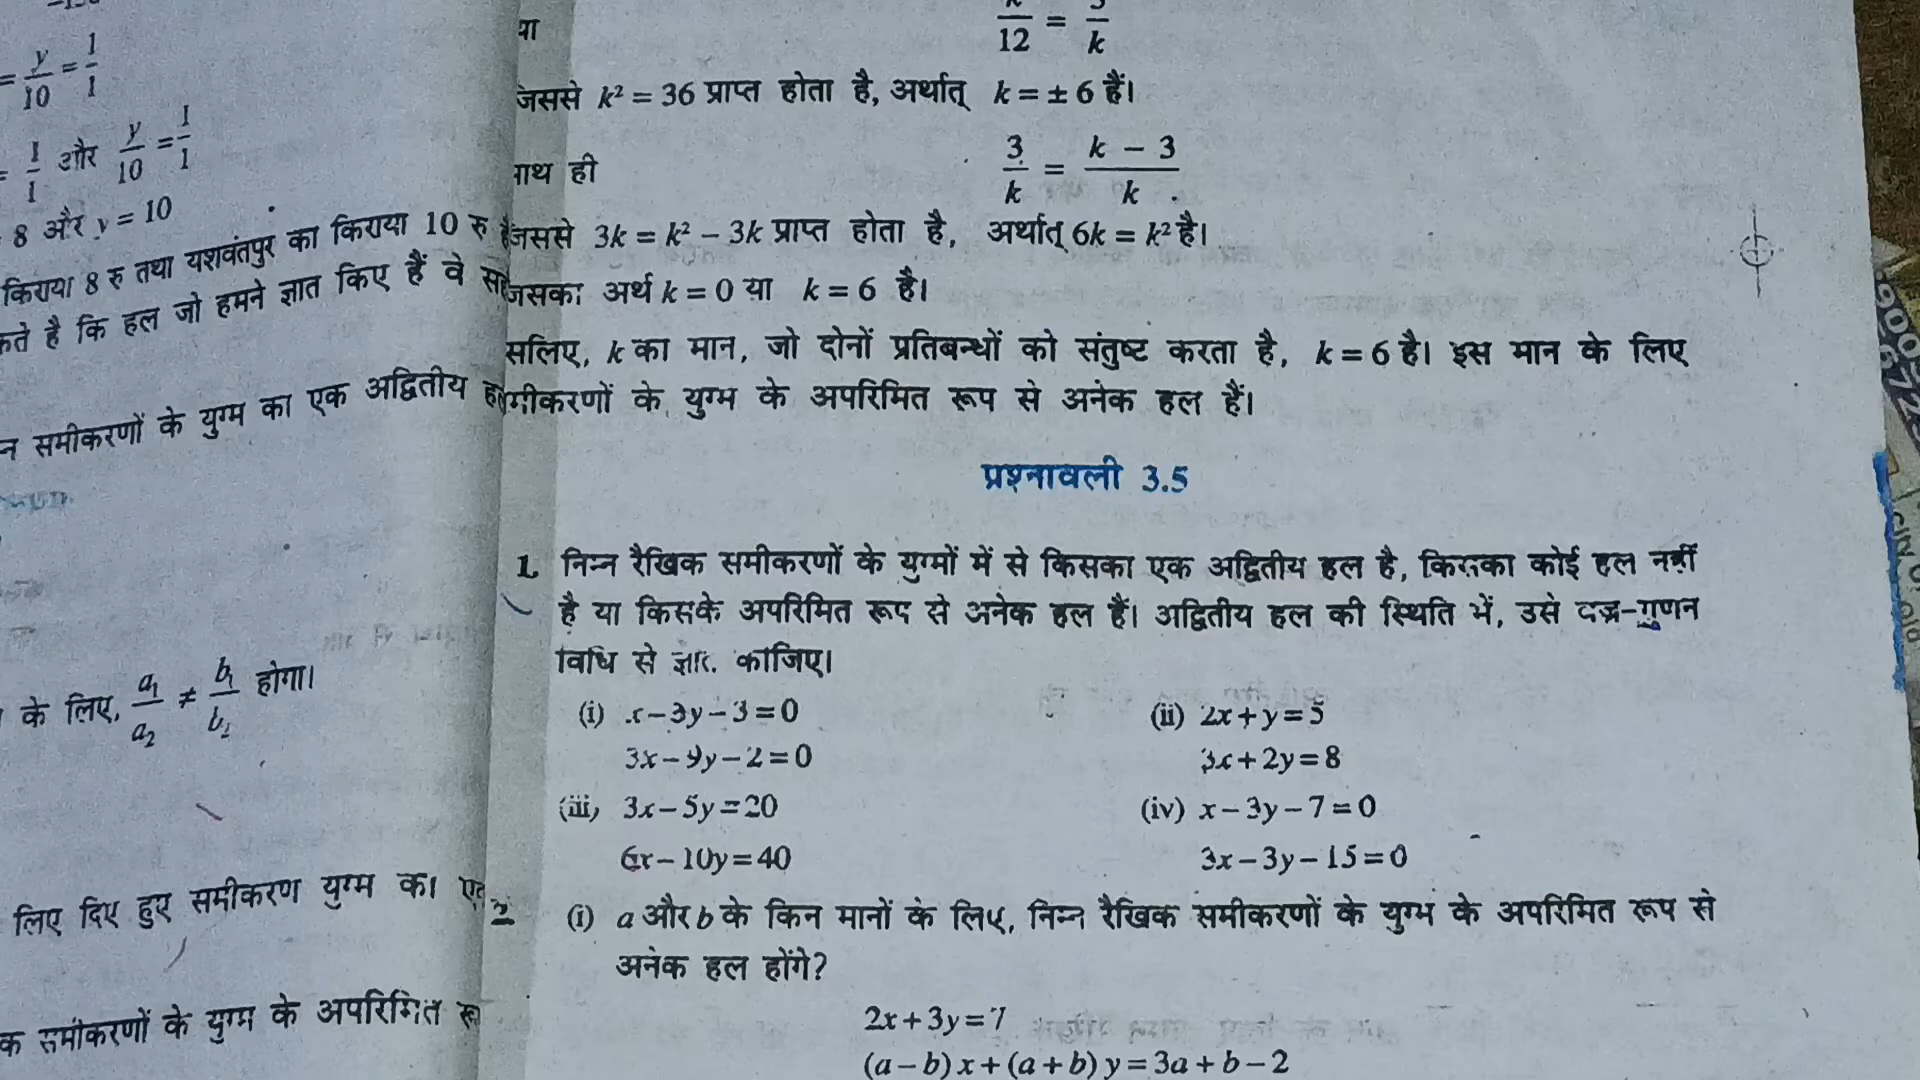 = y/10 = 1/1
1/1 और y/10 = 1/1
8 और y = 10
किराया 8 रु तथा यशवंतपुर का किराया 10 रु है
कि हल जो हमने ज्ञात किए हैं वे
समीकरणों के युग्म का एक अद्वितीय
के लिए, a₁/a₂ ≠ b₁/b₂ होगा।
लिए दिए हुए समीकरण युग्म का
समीकरणों के युग्म के अपरिमित
या k/12 = 3/k
जिससे k² = 36 प्राप्त होता है, अर्थात् k = ± 6 हैं।
साथ ही 3/k = (k – 3)/k
जिससे 3k = k² – 3k प्राप्त होता है, अर्थात् 6k = k² है।
जिसका अर्थ k = 0 या k = 6 है।
इसलिए, k का मान, जो दोनों प्रतिबन्धों को संतुष्ट करता है, k = 6 है। इस मान के लिए
समीकरणों के युग्म के अपरिमित रूप से अनेक हल हैं।
प्रश्नावली 3.5
1. निम्न रैखिक समीकरणों के युग्मों में से किसका एक अद्वितीय हल है, किसका कोई हल नहीं
है या किसके अपरिमित रूप से अनेक हल हैं। अद्वितीय हल की स्थिति में, उसे वज्र-गुणन
विधि से ज्ञात कीजिए।
(i) x – 3y – 3 = 0 (ii) 2x + y = 5
3x – 9y – 2 = 0 3x + 2y = 8
(iii) 3x – 5y = 20 (iv) x – 3y – 7 = 0
6x – 10y = 40 3x – 3y – 15 = 0
2. (i) a और b के किन मानों के लिए, निम्न रैखिक समीकरणों के युग्म के अपरिमित रूप से
अनेक हल होंगे?
2x + 3y = 7
(a – b) x + (a + b) y = 3a + b – 2